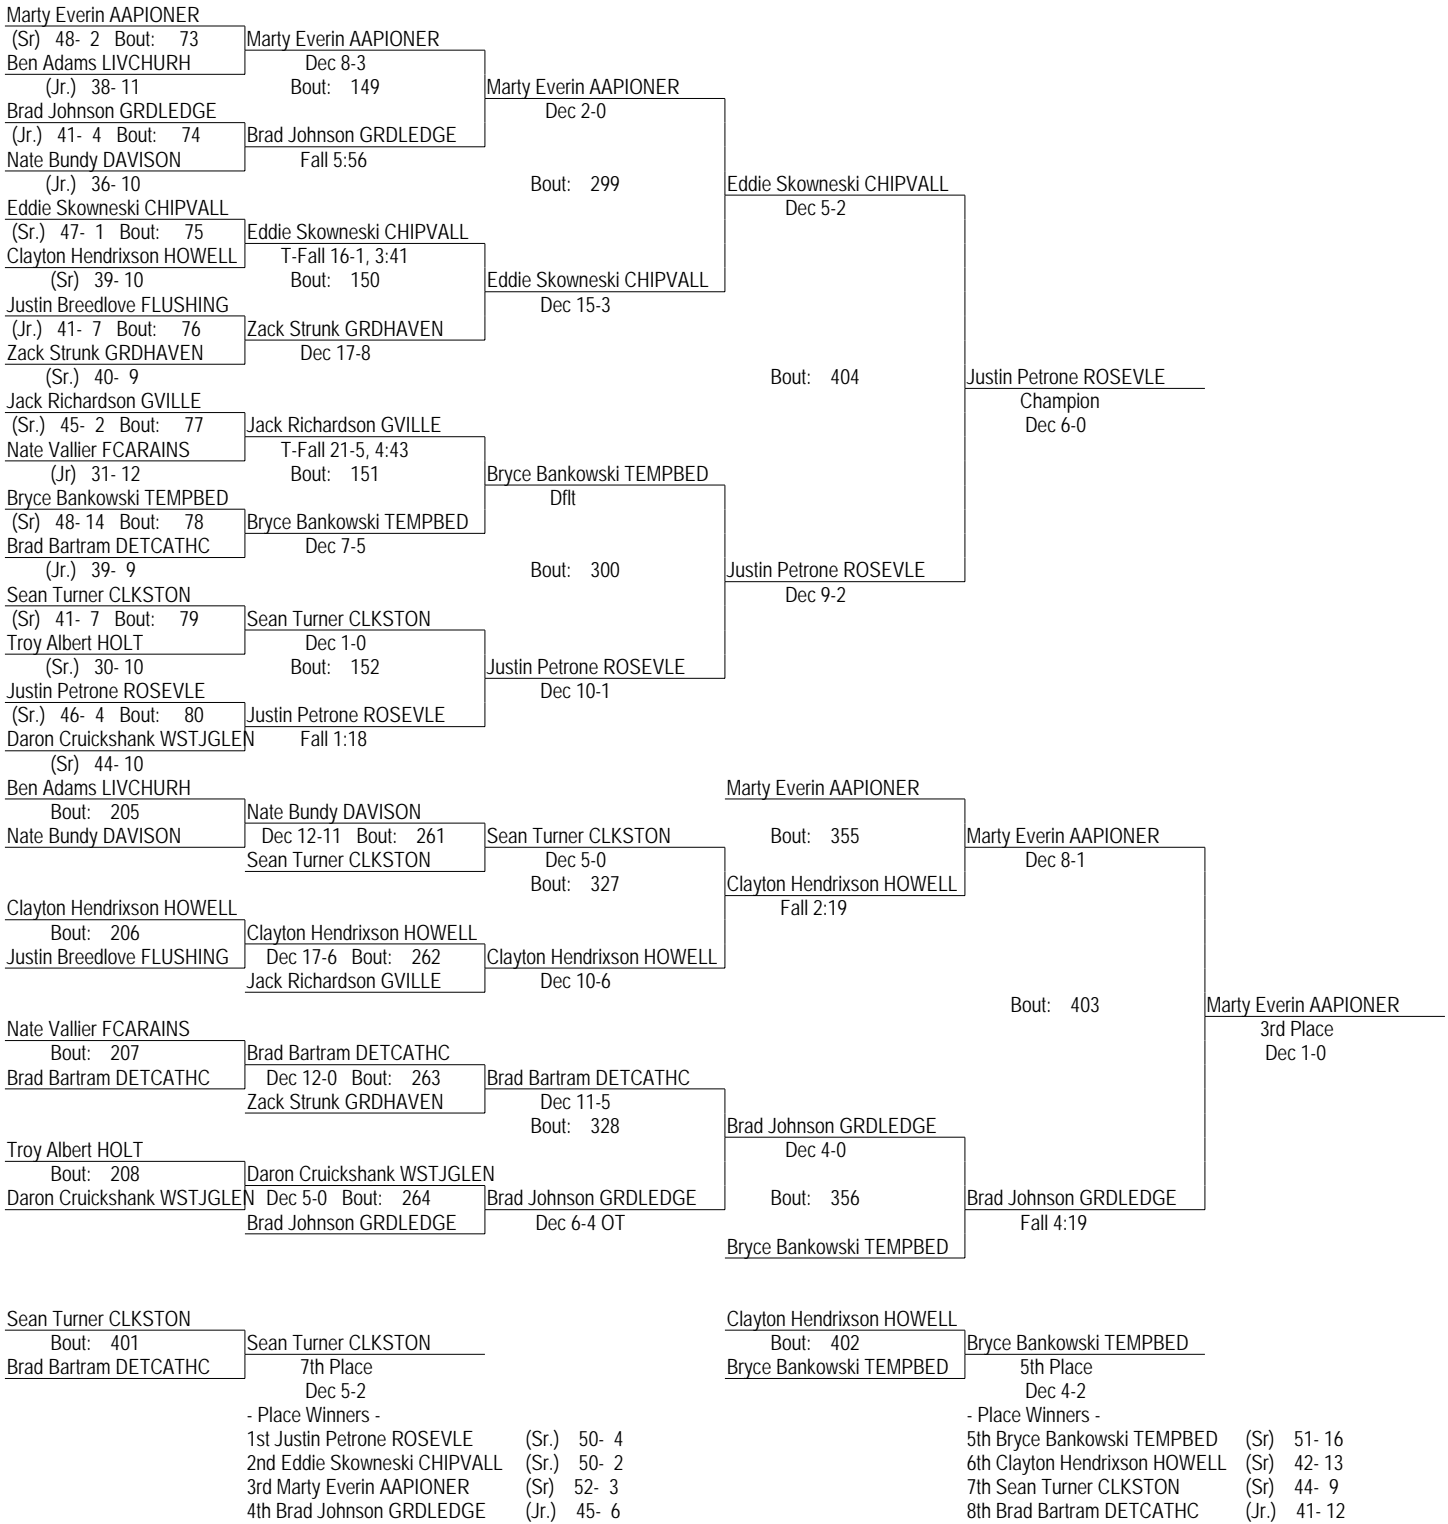 Marty Everin AAPIONER
(Sr) 48- 2 Bout: 73 Marty Everin AAPIONER
Ben Adams LIVCHURH Dec 8-3
(Jr.) 38- 11 Bout: 149 Marty Everin AAPIONER
Brad Johnson GRDLEDGE Dec 2-0
(Jr.) 41- 4 Bout: 74 Brad Johnson GRDLEDGE
Nate Bundy DAVISON Fall 5:56
(Jr.) 36- 10 Bout: 299 Eddie Skowneski CHIPVALL
Eddie Skowneski CHIPVALL Dec 5-2
(Sr.) 47- 1 Bout: 75 Eddie Skowneski CHIPVALL
Clayton Hendrixson HOWELL T-Fall 16-1, 3:41
(Sr) 39- 10 Bout: 150 Eddie Skowneski CHIPVALL
Justin Breedlove FLUSHING Dec 15-3
(Jr.) 41- 7 Bout: 76 Zack Strunk GRDHAVEN
Zack Strunk GRDHAVEN Dec 17-8
(Sr.) 40- 9 Bout: 404 Justin Petrone ROSEVLE
Jack Richardson GVILLE Champion
(Sr.) 45- 2 Bout: 77 Jack Richardson GVILLE Dec 6-0
Nate Vallier FCARAINS T-Fall 21-5, 4:43
(Jr) 31- 12 Bout: 151 Bryce Bankowski TEMPBED
Bryce Bankowski TEMPBED Dflt
(Sr) 48- 14 Bout: 78 Bryce Bankowski TEMPBED
Brad Bartram DETCATHC Dec 7-5
(Jr.) 39- 9 Bout: 300 Justin Petrone ROSEVLE
Sean Turner CLKSTON Dec 9-2
(Sr) 41- 7 Bout: 79 Sean Turner CLKSTON
Troy Albert HOLT Dec 1-0
(Sr.) 30- 10 Bout: 152 Justin Petrone ROSEVLE
Justin Petrone ROSEVLE Dec 10-1
(Sr.) 46- 4 Bout: 80 Justin Petrone ROSEVLE
Daron Cruickshank WSTJGLEN Fall 1:18
(Sr) 44- 10
Ben Adams LIVCHURH Marty Everin AAPIONER
Bout: 205 Nate Bundy DAVISON
Nate Bundy DAVISON Dec 12-11 Bout: 261 Sean Turner CLKSTON Bout: 355 Marty Everin AAPIONER
Sean Turner CLKSTON Dec 5-0 Dec 8-1
Bout: 327 Clayton Hendrixson HOWELL
Clayton Hendrixson HOWELL Fall 2:19
Bout: 206 Clayton Hendrixson HOWELL
Justin Breedlove FLUSHING Dec 17-6 Bout: 262 Clayton Hendrixson HOWELL
Jack Richardson GVILLE Dec 10-6
Bout: 403 Marty Everin AAPIONER
Nate Vallier FCARAINS 3rd Place
Bout: 207 Brad Bartram DETCATHC Dec 1-0
Brad Bartram DETCATHC Dec 12-0 Bout: 263 Brad Bartram DETCATHC
Zack Strunk GRDHAVEN Dec 11-5
Bout: 328 Brad Johnson GRDLEDGE
Troy Albert HOLT Dec 4-0
Bout: 208 Daron Cruickshank WSTJGLEN
Daron Cruickshank WSTJGLEN Dec 5-0 Bout: 264 Brad Johnson GRDLEDGE Bout: 356 Brad Johnson GRDLEDGE
Brad Johnson GRDLEDGE Dec 6-4 OT Fall 4:19
Bryce Bankowski TEMPBED
Sean Turner CLKSTON Clayton Hendrixson HOWELL
Bout: 401 Sean Turner CLKSTON Bout: 402 Bryce Bankowski TEMPBED
Brad Bartram DETCATHC 7th Place Bryce Bankowski TEMPBED 5th Place
Dec 5-2 Dec 4-2
- Place Winners - - Place Winners -
1st Justin Petrone ROSEVLE (Sr.) 50- 4 5th Bryce Bankowski TEMPBED (Sr) 51- 16
2nd Eddie Skowneski CHIPVALL (Sr.) 50- 2 6th Clayton Hendrixson HOWELL (Sr) 42- 13
3rd Marty Everin AAPIONER (Sr) 52- 3 7th Sean Turner CLKSTON (Sr) 44- 9
4th Brad Johnson GRDLEDGE (Jr.) 45- 6 8th Brad Bartram DETCATHC (Jr.) 41- 12